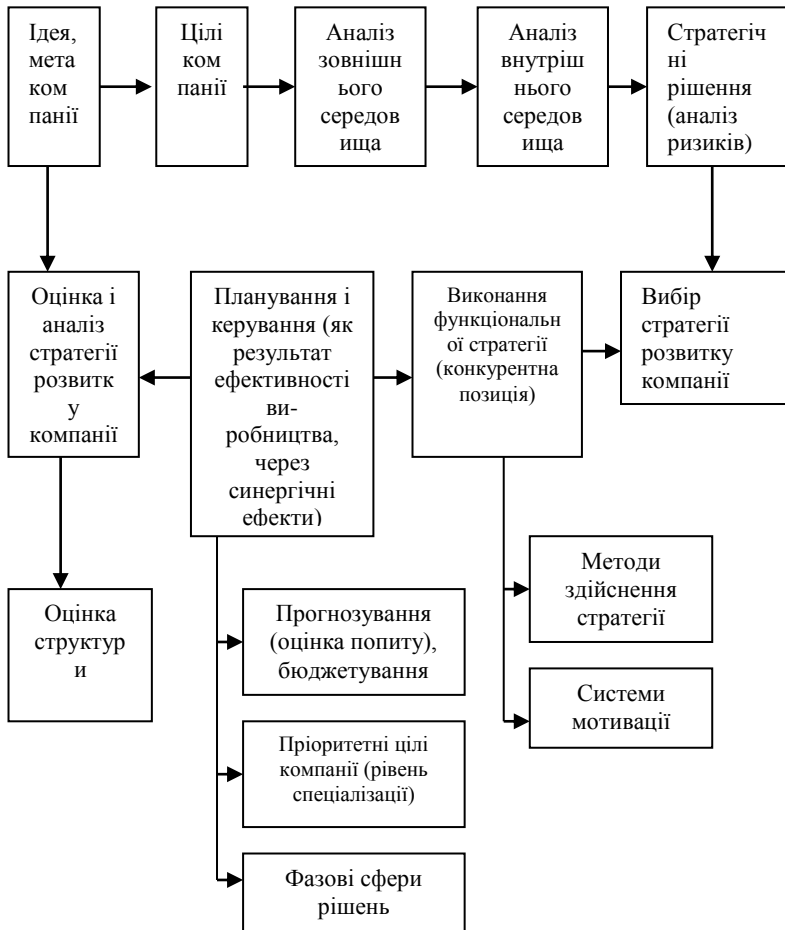 Ідея,
мета
ком
панії
Цілі
ком
панії
Аналіз
зовнішн
ього
середов
ища
Аналіз
внутріш
нього
середов
ища
Стратегіч
ні
рішення
(аналіз
ризиків)
Оцінка і
аналіз
стратегії
розвитк
у
компанії
Планування і
керування (як
результат
ефективності
ви-
робництва,
через
синергічні
ефекти)
Виконання
функціональн
ої стратегії
(конкурентна
позиція)
Вибір
стратегії
розвитку
компанії
Оцінка
структур
и
Методи
здійснення
стратегії
Прогнозування
(оцінка попиту),
бюджетування
Системи
мотивації
Пріоритетні цілі
компанії (рівень
спеціалізації)
Фазові сфери
рішень